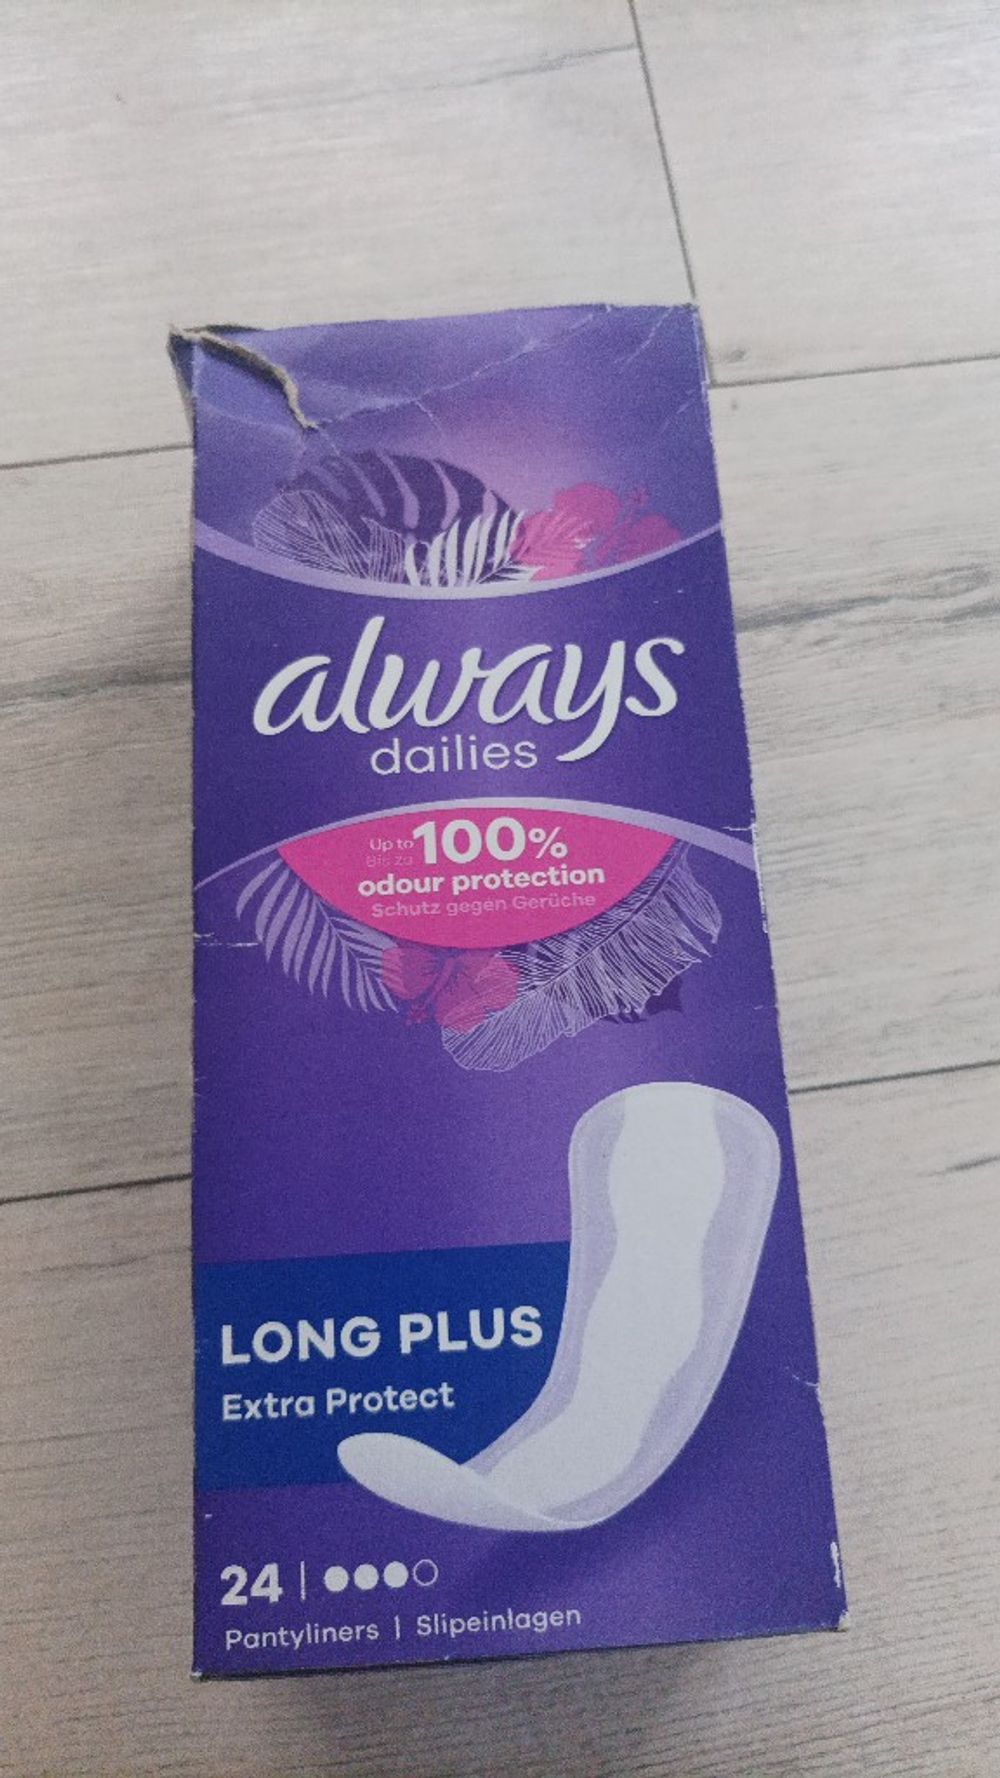 always
dailies
Up to 100%
Bis zu
odour protection
Schutz gegen Gerüche
LONG PLUS
Extra Protect
24
Pantyliners | Slipeinlagen